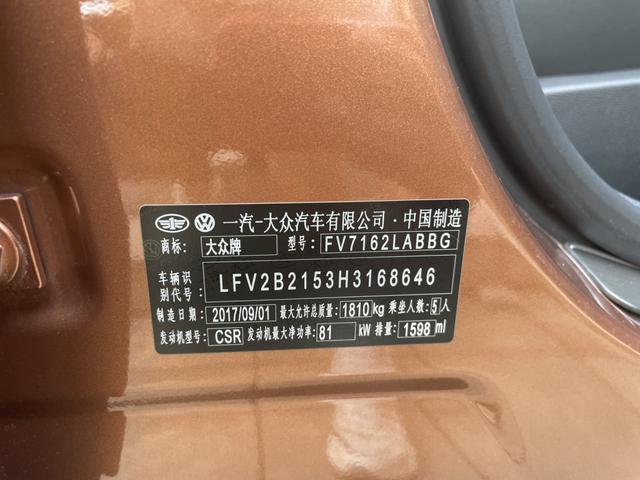 一汽-大众汽车有限公司·中国制造
商标: 大众牌 型号: FV7162LABBG
车辆识
别代号: LFV2B2153H3168646
制造日期: 2017/09/01 最大允许总质量: 1810 kg 乘坐人数: 5 人
发动机型号: CSR 发动机最大净功率: 81 kW 排量: 1598 ml